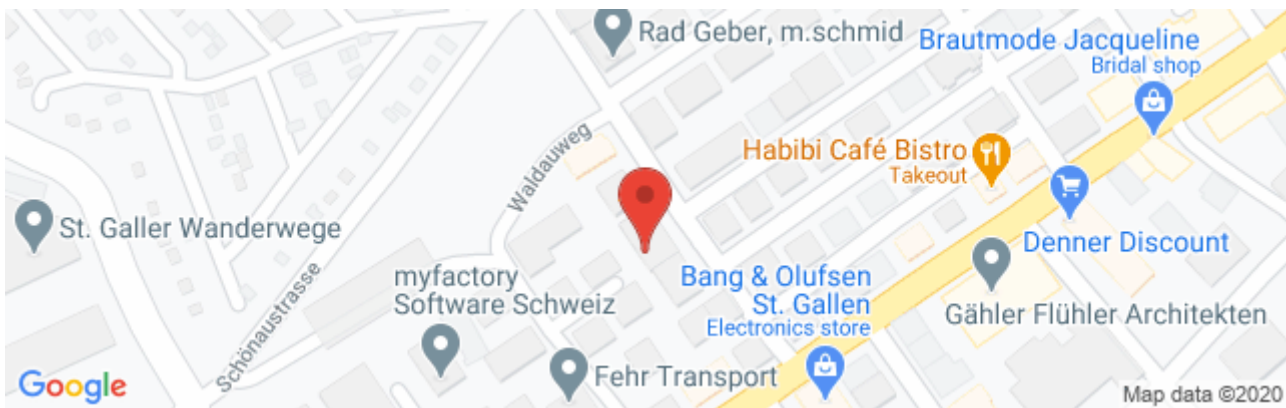 Rad Geber, m.schmid
Brautmode Jacqueline
Bridal shop
Waldauweg
Habibi Café Bistro
Takeout
St. Galler Wanderwege
Denner Discount
myfactory
Software Schweiz
Bang & Olufsen
St. Gallen
Electronics store
Gähler Flühler Architekten
Schönaustrasse
Fehr Transport
Google
Map data ©2020